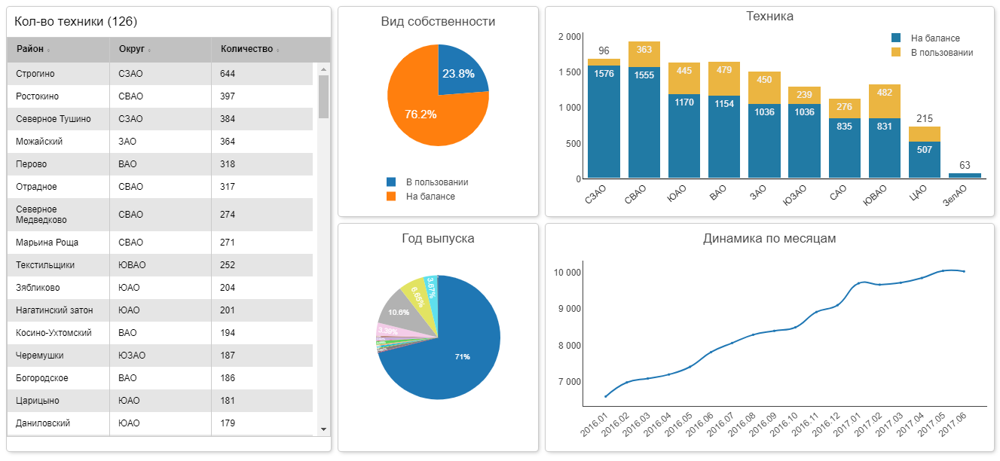 Кол-во техники (126)
Район Округ Количество
Строгино СЗАО 644
Ростокино СВАО 397
Северное Тушино СЗАО 384
Можайский ЗАО 364
Перово ВАО 318
Отрадное СВАО 317
Северное
Медведково СВАО 274
Марьина Роща СВАО 271
Текстильщики ЮВАО 252
Зябликово ЮАО 204
Нагатинский затон ЮАО 201
Косино-Ухтомский ВАО 194
Черемушки ЮЗАО 187
Богородское ВАО 186
Царицыно ЮАО 181
Даниловский ЮАО 179
Вид собственности
23.8%
76.2%
В пользовании
На балансе
Техника
На балансе
В пользовании
2 000
1 500
1 000
500
0
96 363 445 479 450 239 276 482 215 63
1576 1555 1170 1154 1036 1036 835 831 507
СЗАО СВАО ЮАО ВАО ЗАО ЮЗАО САО ЮВАО ЦАО ЗелАО
Год выпуска
3.87%
6.65%
10.6%
3.39%
71%
Динамика по месяцам
10 000
9 000
8 000
7 000
2016.01 2016.02 2016.03 2016.04 2016.05 2016.06 2016.07 2016.08 2016.09 2016.10 2016.11 2016.12 2017.01 2017.02 2017.03 2017.04 2017.05 2017.06